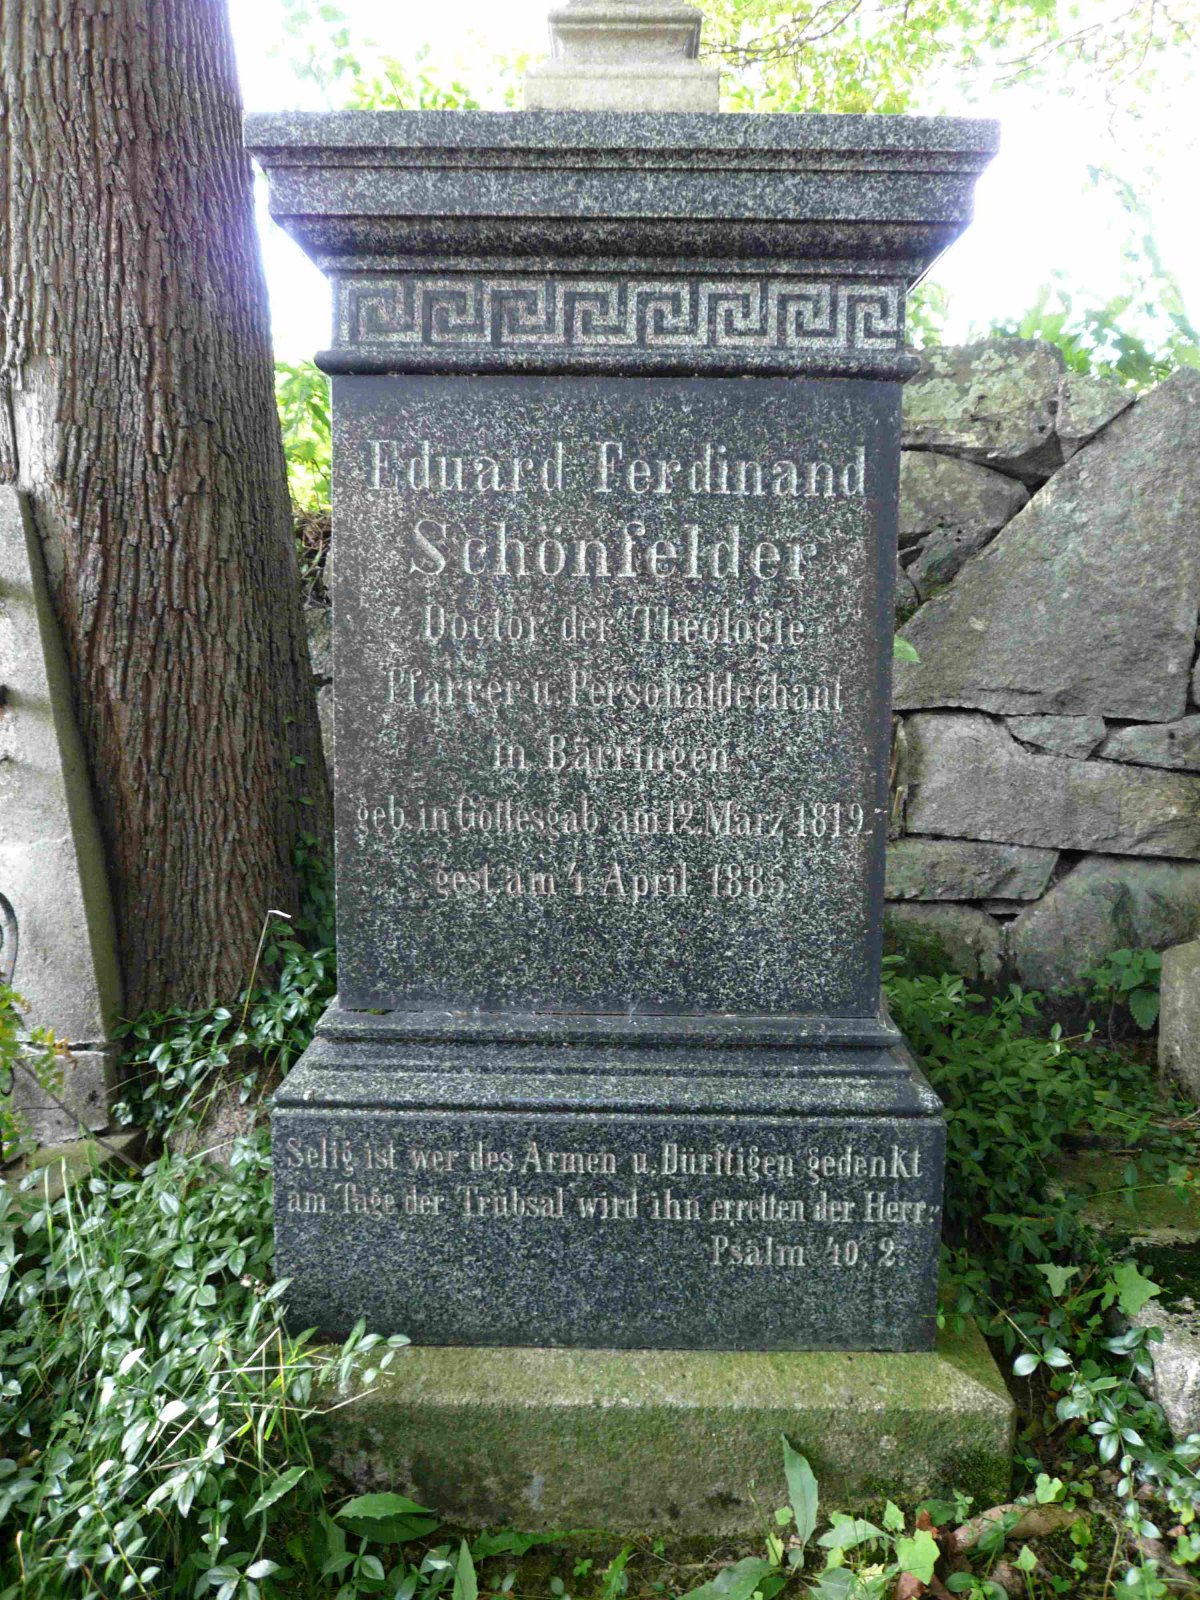 Eduard Ferdinand
Schönfelder
Doctor der Theologie
Pfarrer u. Personaldechant
in Bärringen
geb. in Gottesgab am 12. März 1819
gest. am 4. April 1885
Selig ist wer des Armen u. Dürftigen gedenkt
am Tage der Trübsal wird ihn erretten der Herr.
Psalm 40, 2.